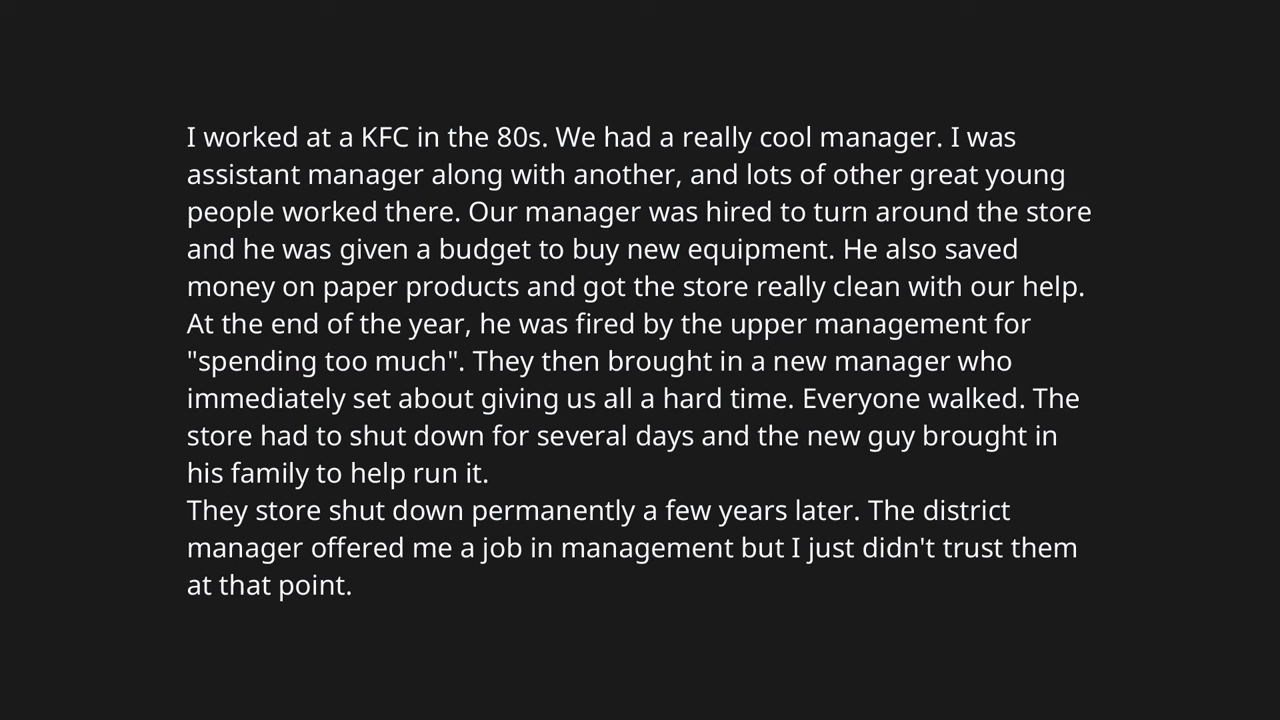 I worked at a KFC in the 80s. We had a really cool manager. I was
assistant manager along with another, and lots of other great young
people worked there. Our manager was hired to turn around the store
and he was given a budget to buy new equipment. He also saved
money on paper products and got the store really clean with our help.
At the end of the year, he was fired by the upper management for
"spending too much". They then brought in a new manager who
immediately set about giving us all a hard time. Everyone walked. The
store had to shut down for several days and the new guy brought in
his family to help run it.
They store shut down permanently a few years later. The district
manager offered me a job in management but I just didn't trust them
at that point.